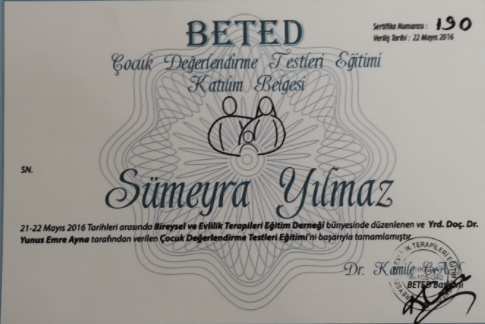 BETED
Sertifika Numarası: 190
Veriliş Tarihi: 22 Mayıs 2016
Çocuk Değerlendirme Testleri Eğitimi
Katılım Belgesi
SN.
Sümeyra Yılmaz
21-22 Mayıs 2016 Tarihleri arasında Bireysel ve Evlilik Terapileri Eğitim Derneği bünyesinde düzenlenen ve Yrd. Doç. Dr.
Yunus Emre Ayna tarafından verilen Çocuk Değerlendirme Testleri Eğitimi'ni başarıyla tamamlamıştır.
Dr. Kamile
BETED Başkanı